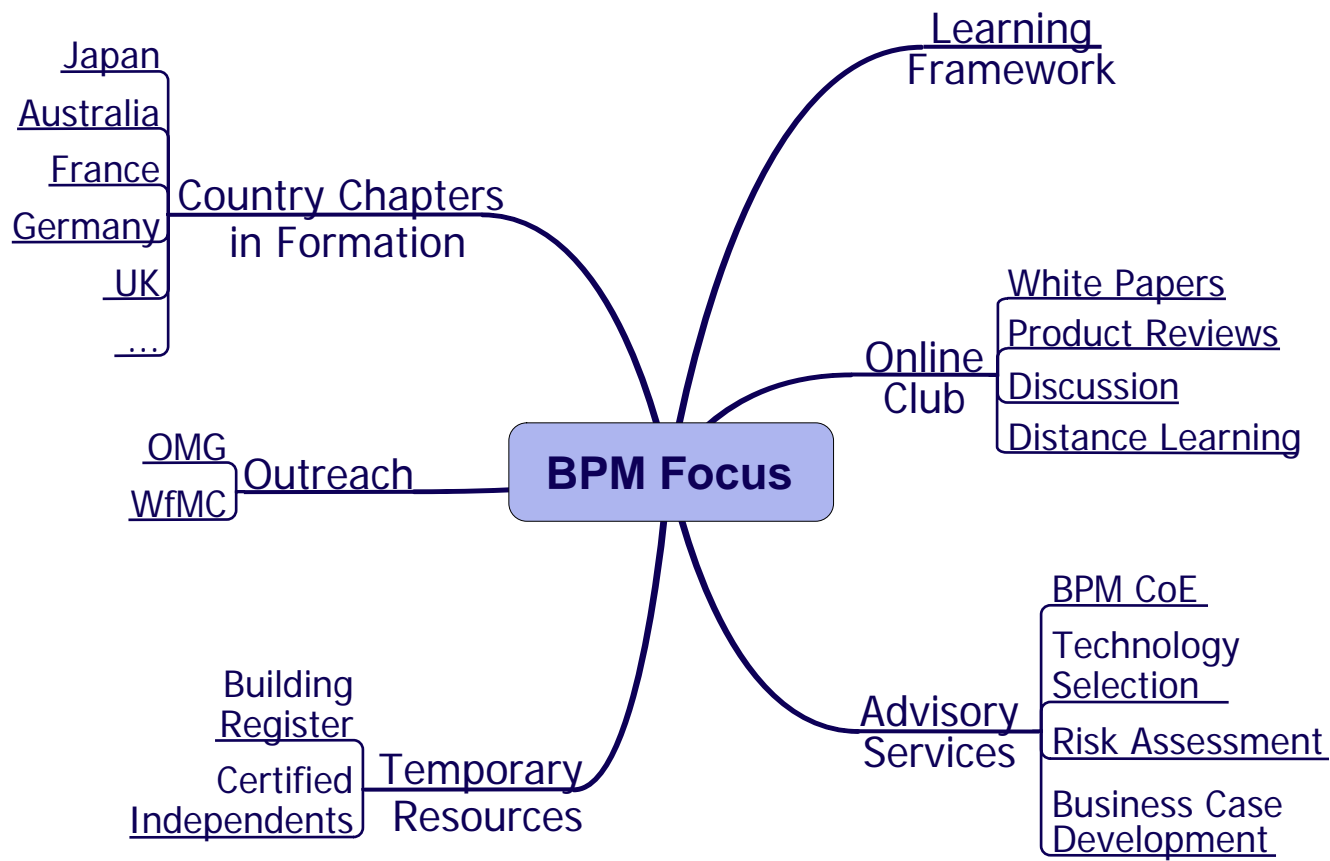 Learning
Framework
Japan
Australia
France
Germany
UK
...
Country Chapters
in Formation
White Papers
Product Reviews
Discussion
Distance Learning
Online
Club
BPM Focus
OMG
WfMC
Outreach
BPM CoE
Technology
Selection
Risk Assessment
Business Case
Development
Advisory
Services
Building
Register
Certified
Independents
Temporary
Resources